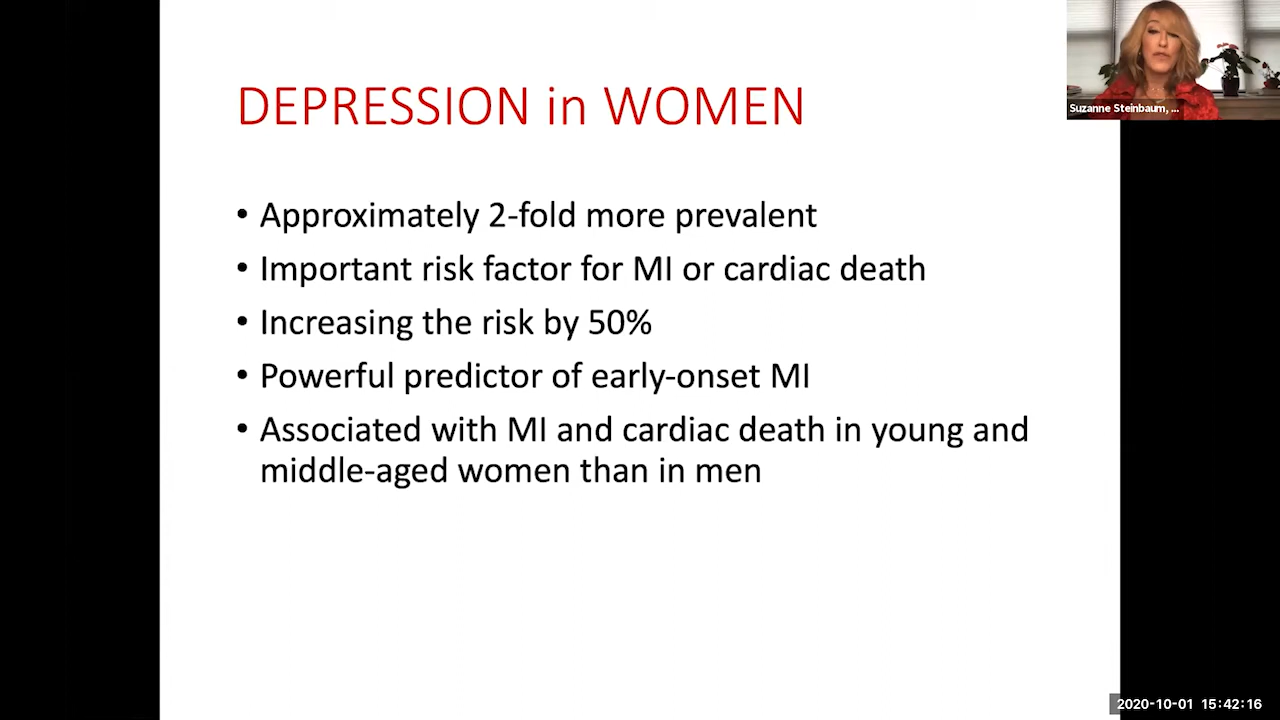 DEPRESSION in WOMEN
• Approximately 2-fold more prevalent
• Important risk factor for MI or cardiac death
• Increasing the risk by 50%
• Powerful predictor of early-onset MI
• Associated with MI and cardiac death in young and
middle-aged women than in men
Suzanne Steinbaum, ...
2020-10-01 15:42:16